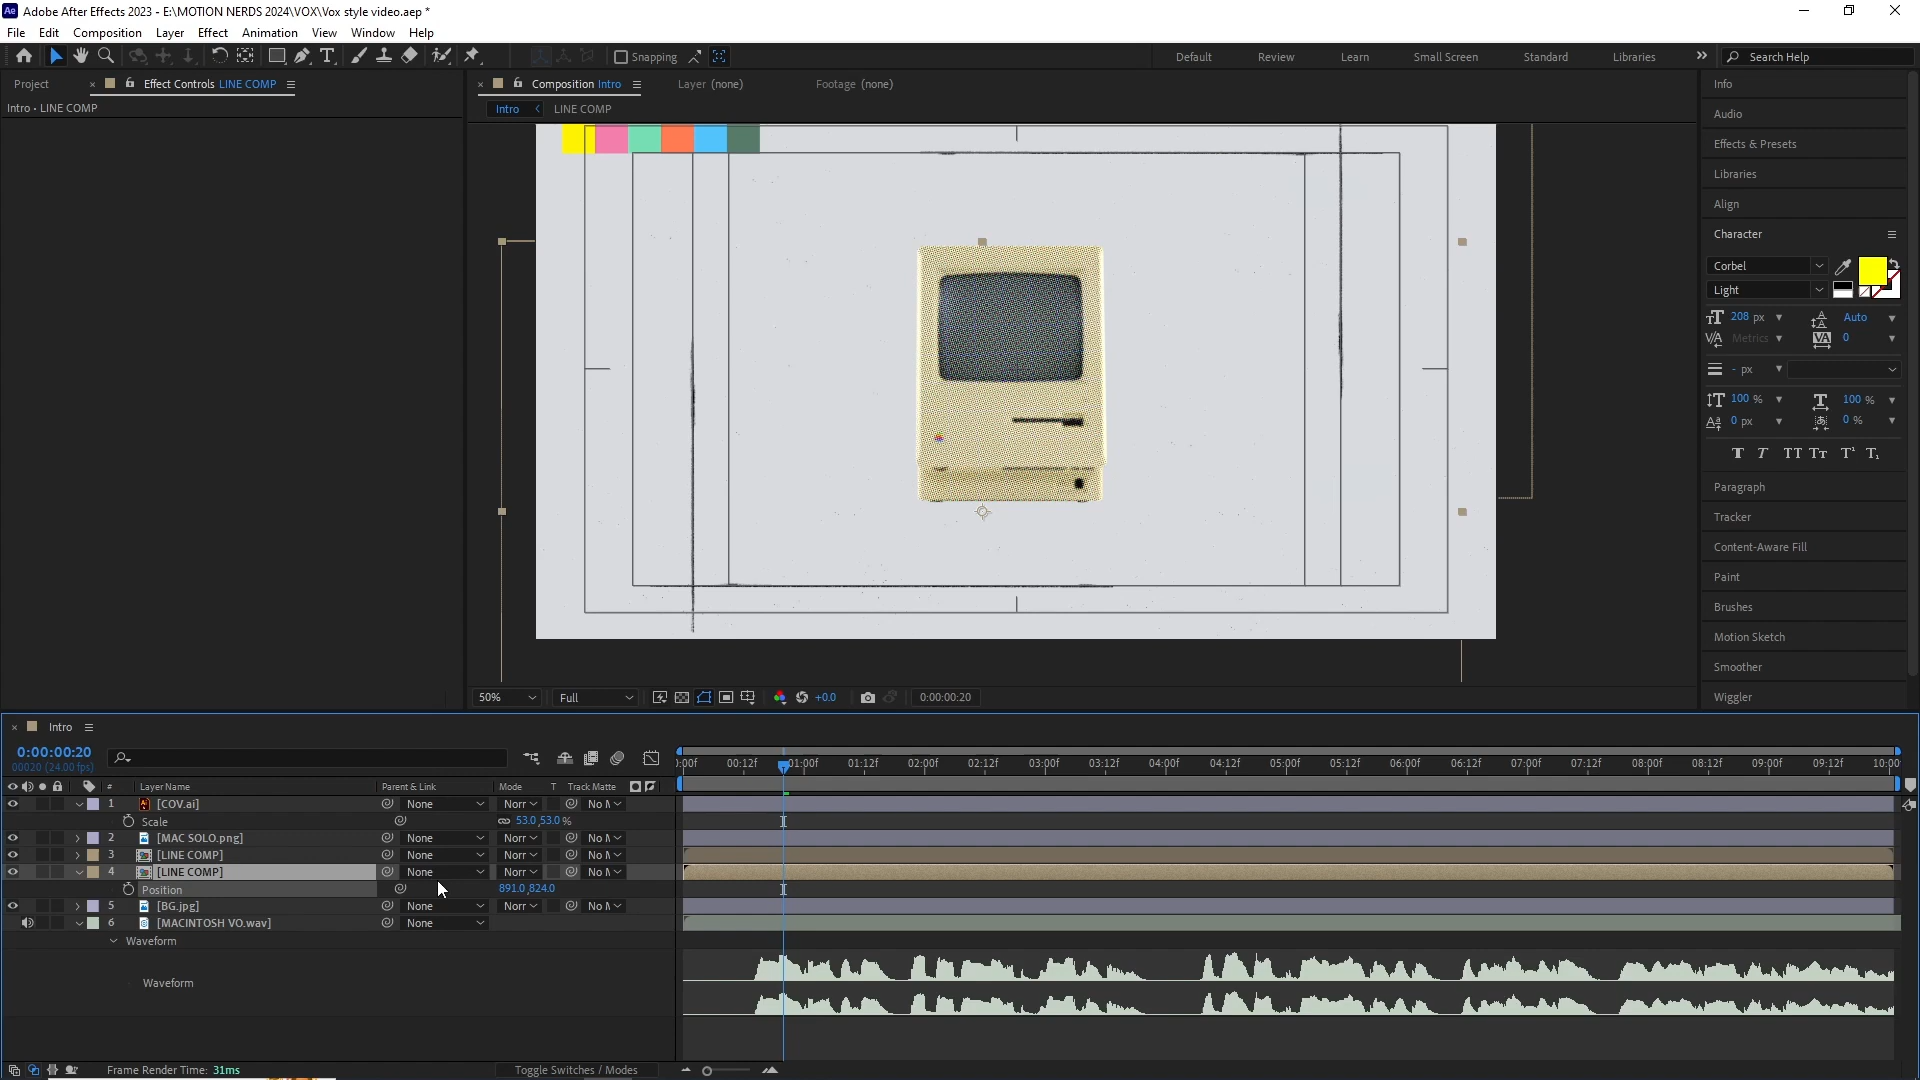 Ae Adobe After Effects 2023 - E:\MOTION NERDS 2024\VOX\Vox style video.aep *
File Edit Composition Layer Effect Animation View Window Help
Snapping Default Review Learn Small Screen Standard Libraries Search Help
Project × Effect Controls LINE COMP × Composition Intro Layer (none) Footage (none) Info
Intro • LINE COMP Intro LINE COMP
Audio
Effects & Presets
Libraries
Align
Character
Corbel
Light
208 px Auto
Metrics 0
- px
100 % 100 %
0 px 0 %
T T TT Tт T¹ T₁
Paragraph
Tracker
Content-Aware Fill
Paint
Brushes
Motion Sketch
Smoother
Wiggler
50% Full +0.0 0:00:00:20
× Intro
0:00:00:20
00020 (24.00 fps)
):00f 00:12f 01:00f 01:12f 02:00f 02:12f 03:00f 03:12f 04:00f 04:12f 05:00f 05:12f 06:00f 06:12f 07:00f 07:12f 08:00f 08:12f 09:00f 09:12f 10:00
# Layer Name Parent & Link Mode T Track Matte
1 [COV.ai] None Norr No M
Scale 53.0,53.0 %
2 [MAC SOLO.png] None Norr No M
3 [LINE COMP] None Norr No M
4 [LINE COMP] None Norr No M
Position 891.0,824.0
5 [BG.jpg] None Norr No M
6 [MACINTOSH VO.wav] None
Waveform
Waveform
Frame Render Time: 31ms Toggle Switches / Modes